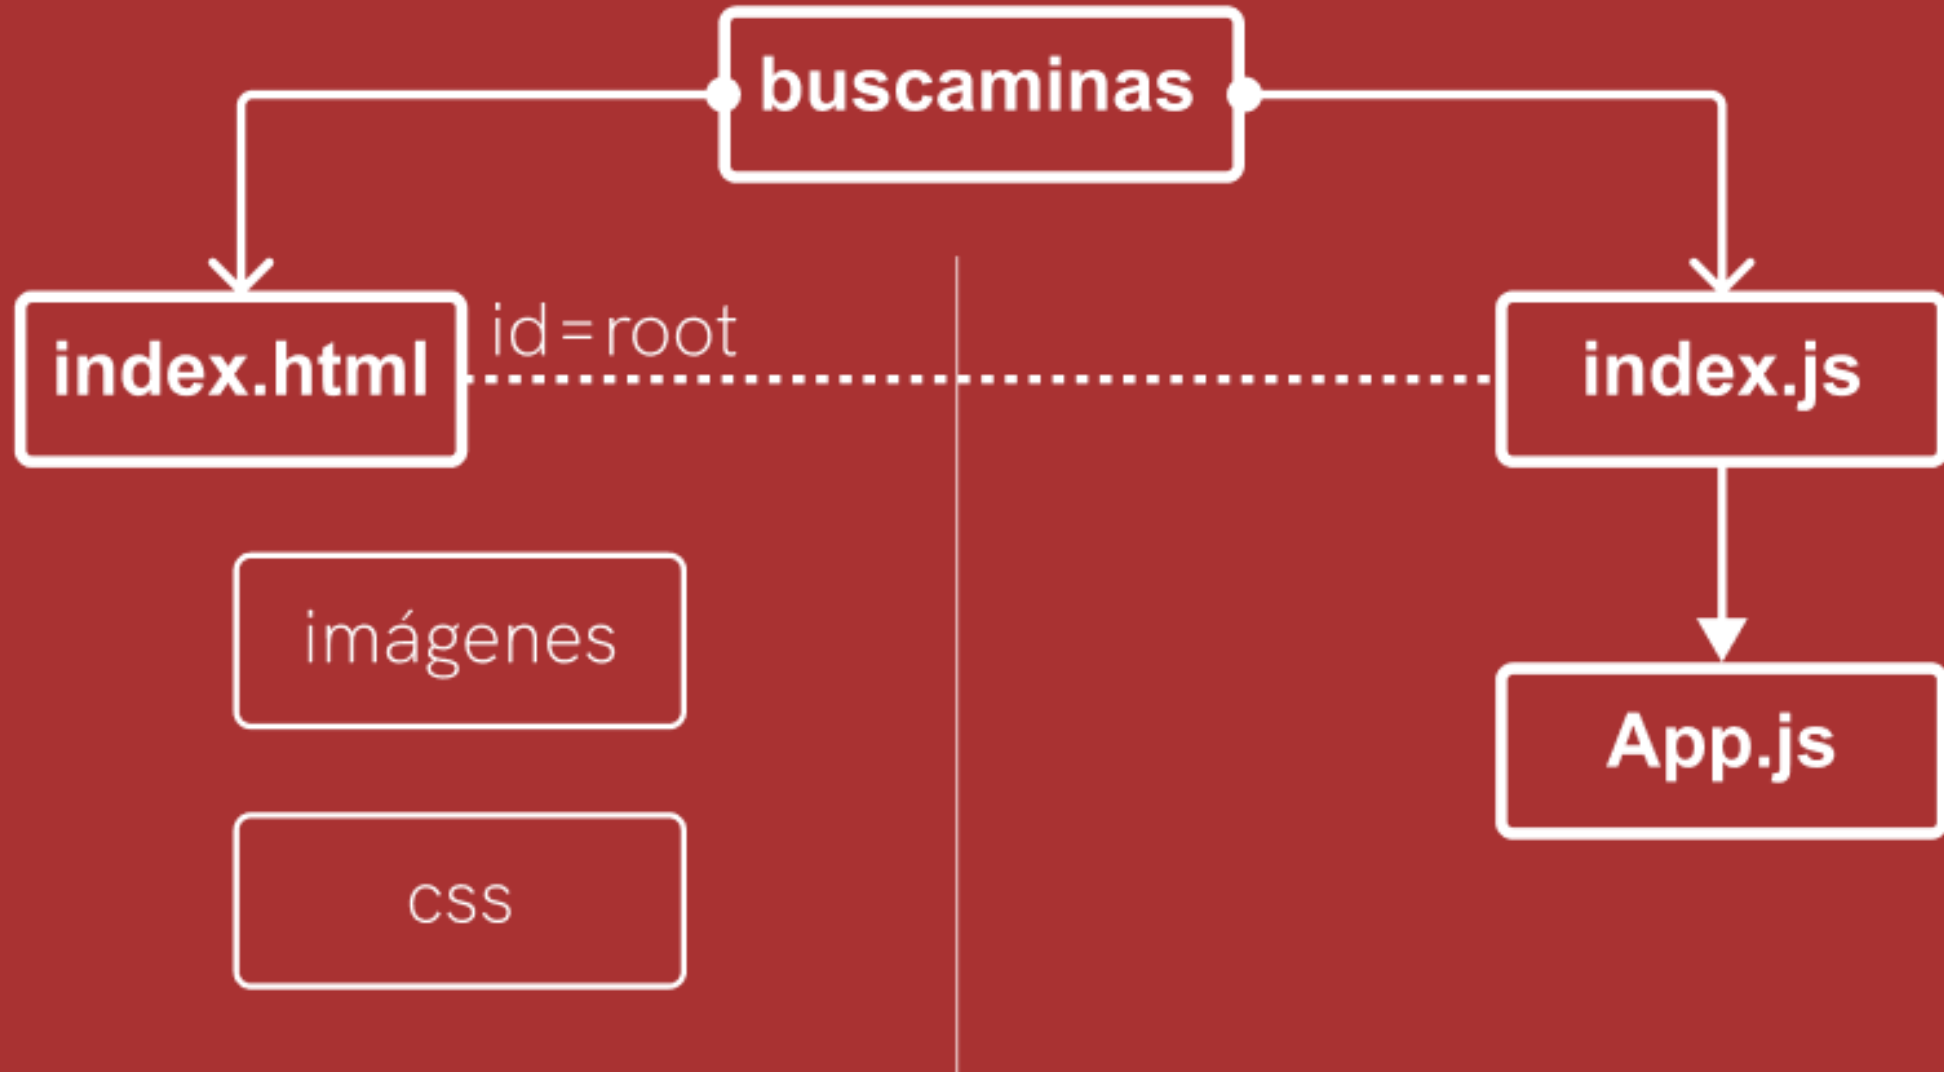 buscaminas
index.html
id=root
index.js
imágenes
App.js
css